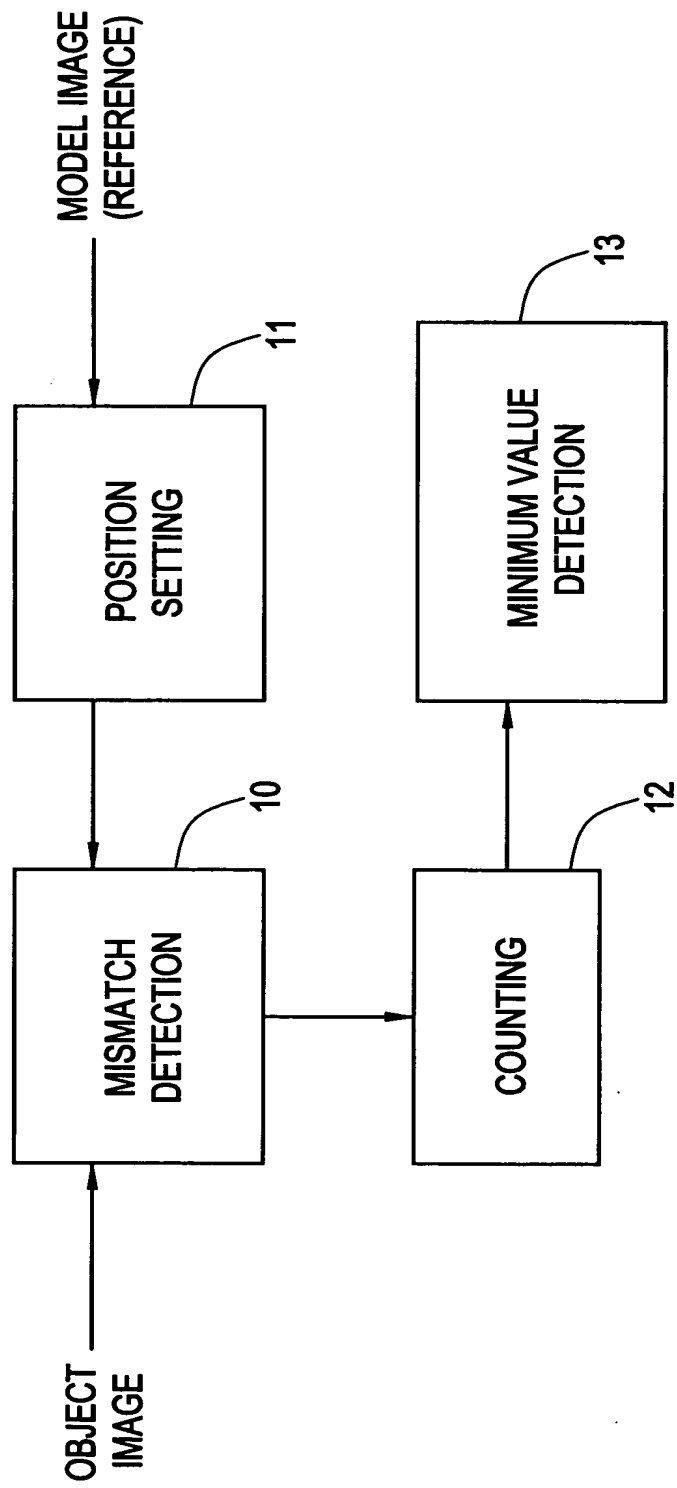 OBJECT
IMAGE
MISMATCH
DETECTION
10
POSITION
SETTING
11
MODEL IMAGE
(REFERENCE)
COUNTING
12
MINIMUM VALUE
DETECTION
13